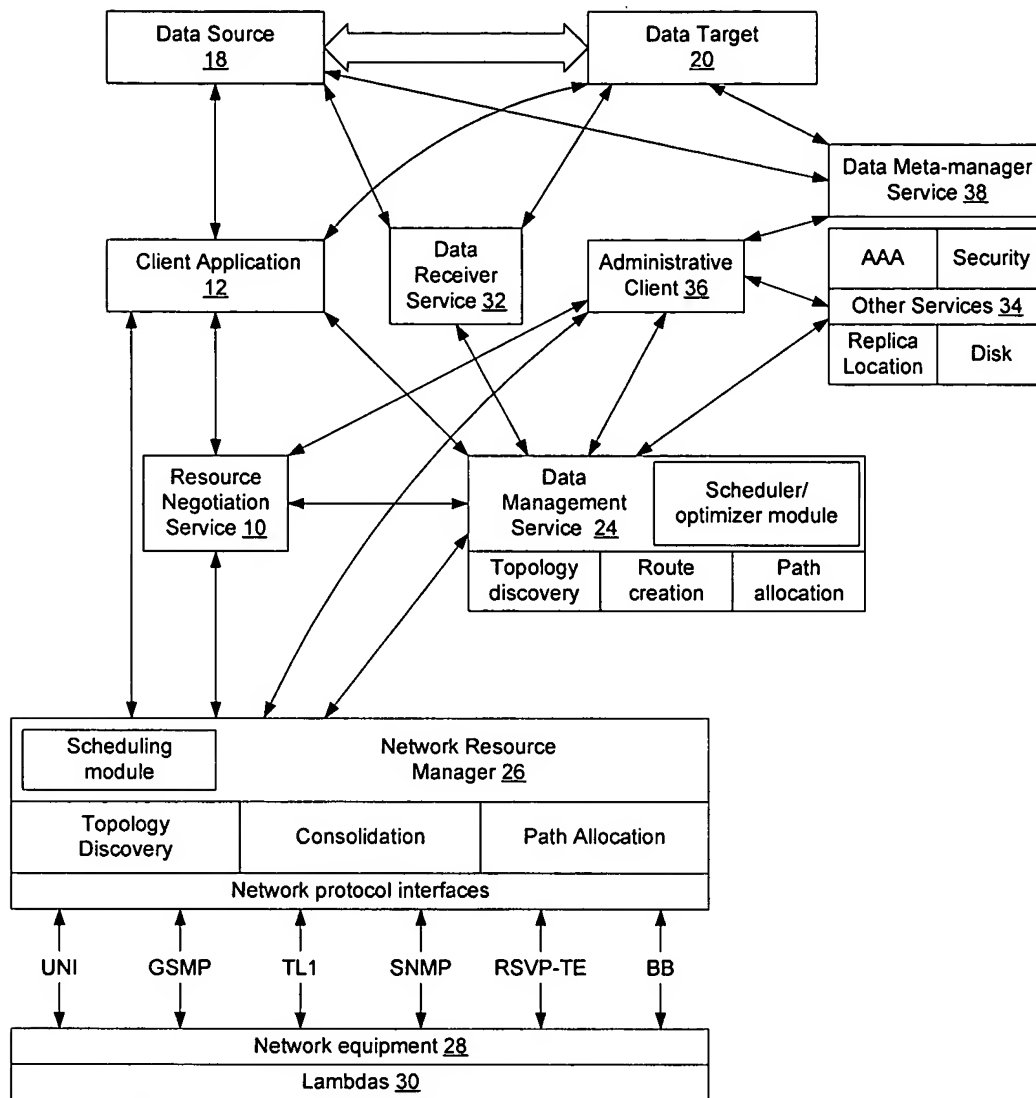 Data Source
18
Data Target
20
Data Meta-manager
Service 38
Client Application
12
Data
Receiver
Service 32
Administrative
Client 36
AAA
Security
Other Services 34
Replica
Location
Disk
Resource
Negotiation
Service 10
Data
Management
Service 24
Scheduler/
optimizer module
Topology
discovery
Route
creation
Path
allocation
Scheduling
module
Network Resource
Manager 26
Topology
Discovery
Consolidation
Path Allocation
Network protocol interfaces
UNI
GSMP
TL1
SNMP
RSVP-TE
BB
Network equipment 28
Lambdas 30